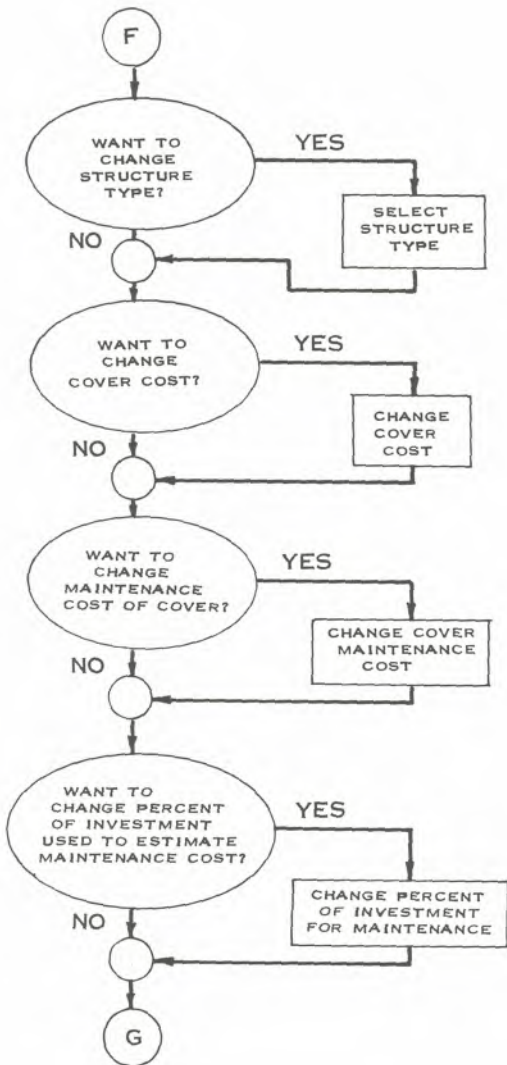 F
WANT TO
CHANGE
STRUCTURE
TYPE?
YES
SELECT
STRUCTURE
TYPE
NO
WANT TO
CHANGE
COVER COST?
YES
CHANGE
COVER
COST
NO
WANT TO
CHANGE
MAINTENANCE
COST OF COVER?
YES
CHANGE COVER
MAINTENANCE
COST
NO
WANT TO
CHANGE PERCENT
OF INVESTMENT
USED TO ESTIMATE
MAINTENANCE COST?
YES
CHANGE PERCENT
OF INVESTMENT
FOR MAINTENANCE
NO
G